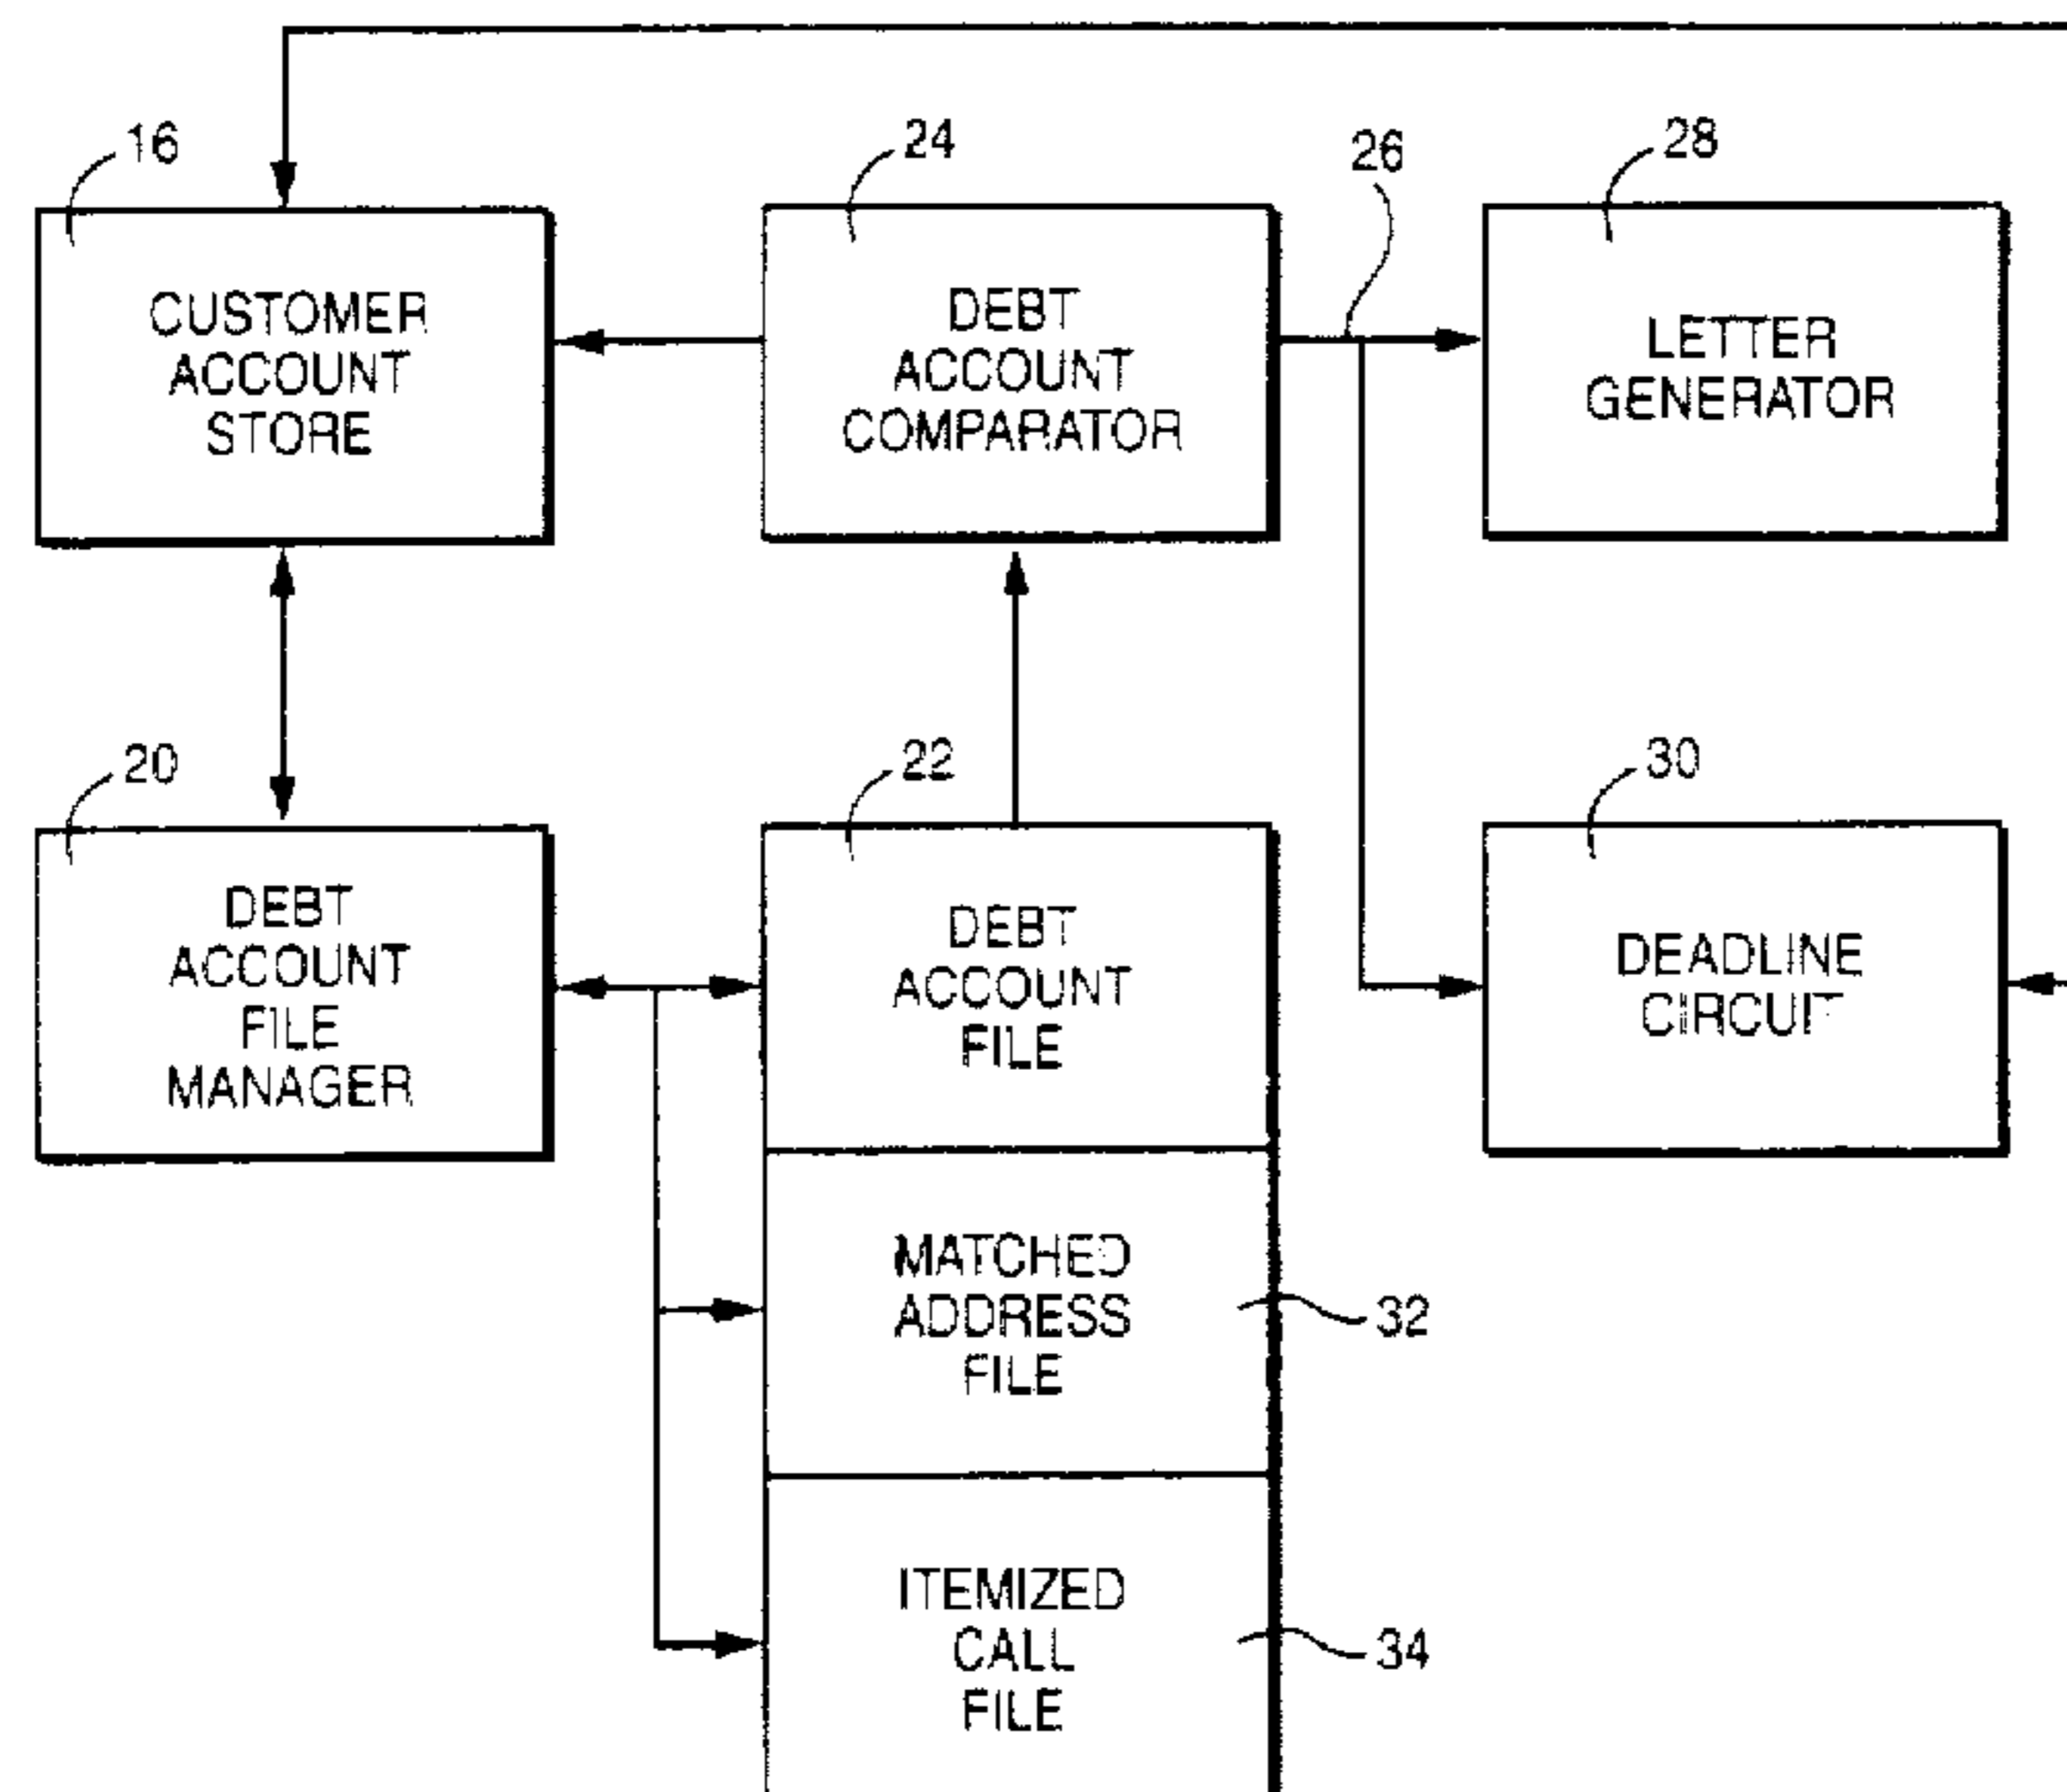 16
24
26
28
CUSTOMER
ACCOUNT
STORE
DEBT
ACCOUNT
COMPARATOR
LETTER
GENERATOR
20
22
30
DEBT
ACCOUNT
FILE
MANAGER
DEBT
ACCOUNT
FILE
DEADLINE
CIRCUIT
MATCHED
ADDRESS
FILE
32
ITEMIZED
CALL
FILE
34